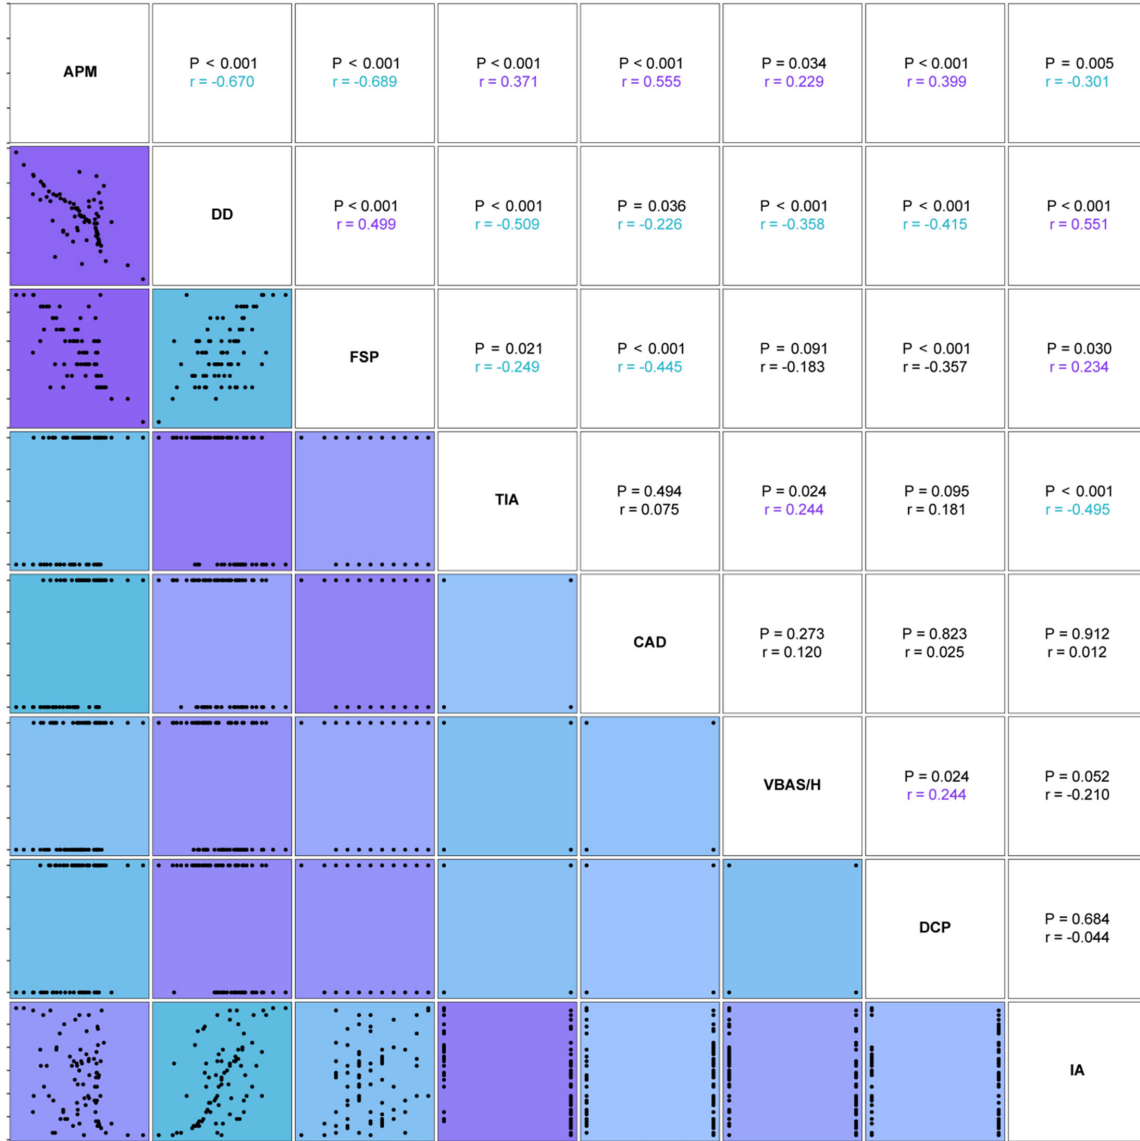 APM
P < 0.001
r = -0.670
P < 0.001
r = -0.689
P < 0.001
r = 0.371
P < 0.001
r = 0.555
P = 0.034
r = 0.229
P < 0.001
r = 0.399
P = 0.005
r = -0.301
DD
P < 0.001
r = 0.499
P < 0.001
r = -0.509
P = 0.036
r = -0.226
P < 0.001
r = -0.358
P < 0.001
r = -0.415
P < 0.001
r = 0.551
FSP
P = 0.021
r = -0.249
P < 0.001
r = -0.445
P = 0.091
r = -0.183
P < 0.001
r = -0.357
P = 0.030
r = 0.234
TIA
P = 0.494
r = 0.075
P = 0.024
r = 0.244
P = 0.095
r = 0.181
P < 0.001
r = -0.495
CAD
P = 0.273
r = 0.120
P = 0.823
r = 0.025
P = 0.912
r = 0.012
VBAS/H
P = 0.024
r = 0.244
P = 0.052
r = -0.210
DCP
P = 0.684
r = -0.044
IA